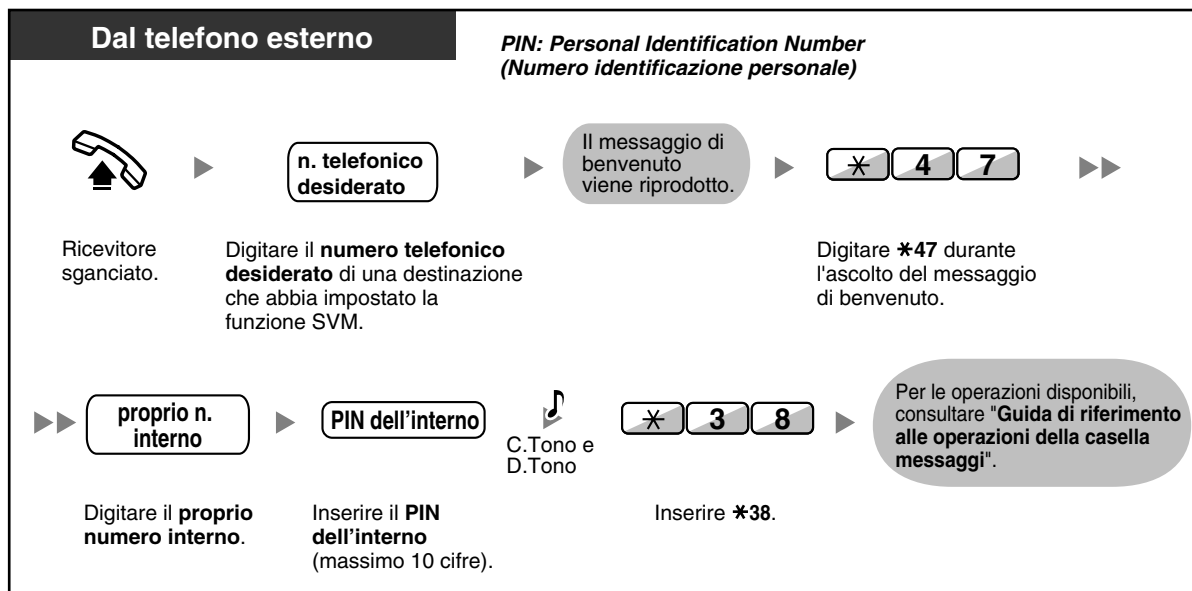 Dal telefono esterno
PIN: Personal Identification Number
(Numero identificazione personale)
n. telefonico
desiderato
Il messaggio di
benvenuto
viene riprodotto.
* 4 7
Ricevitore
sganciato.
Digitare il numero telefonico
desiderato di una destinazione
che abbia impostato la
funzione SVM.
Digitare *47 durante
l'ascolto del messaggio
di benvenuto.
proprio n.
interno
PIN dell'interno
C.Tono e
D.Tono
* 3 8
Per le operazioni disponibili,
consultare "Guida di riferimento
alle operazioni della casella
messaggi".
Digitare il proprio
numero interno.
Inserire il PIN
dell'interno
(massimo 10 cifre).
Inserire *38.